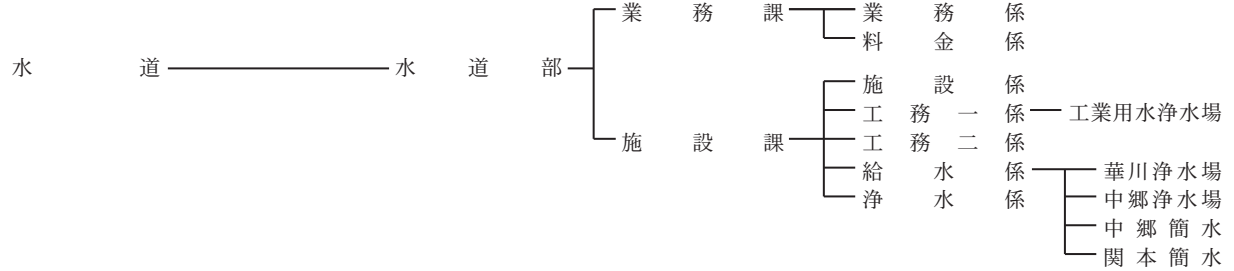 業務課 業務係
料金係
水道 水道部
施設係
工務一係 工業用水浄水場
施設課 工務二係
給水係 華川浄水場
浄水係 中郷浄水場
中郷簡水
関本簡水